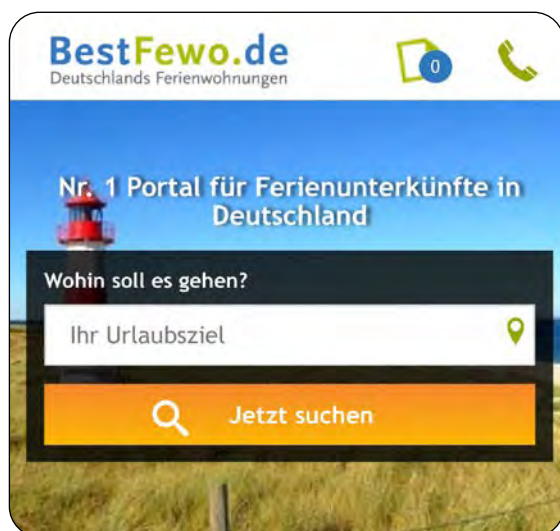 BestFewo.de
Deutschlands Ferienwohnungen
0
Nr. 1 Portal für Ferienunterkünfte in
Deutschland
Wohin soll es gehen?
Ihr Urlaubsziel
Jetzt suchen